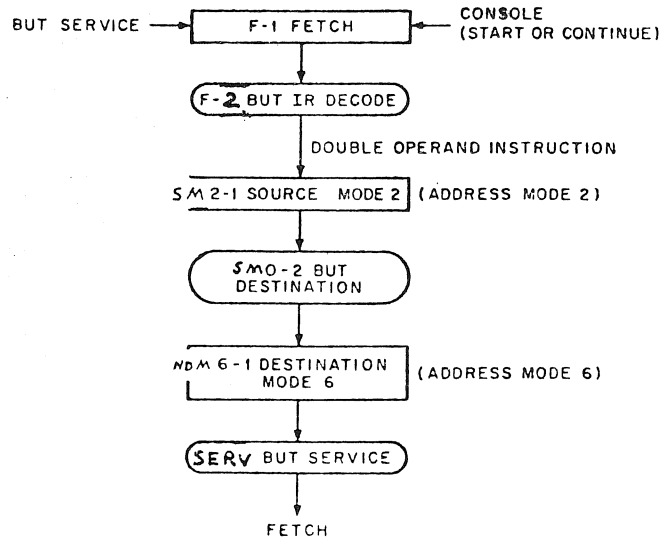 BUT SERVICE
F-1 FETCH
CONSOLE
(START OR CONTINUE)
F-2 BUT IR DECODE
DOUBLE OPERAND INSTRUCTION
SM2-1 SOURCE MODE 2
(ADDRESS MODE 2)
SM0-2 BUT
DESTINATION
NDM6-1 DESTINATION
MODE 6
(ADDRESS MODE 6)
SERV BUT SERVICE
FETCH